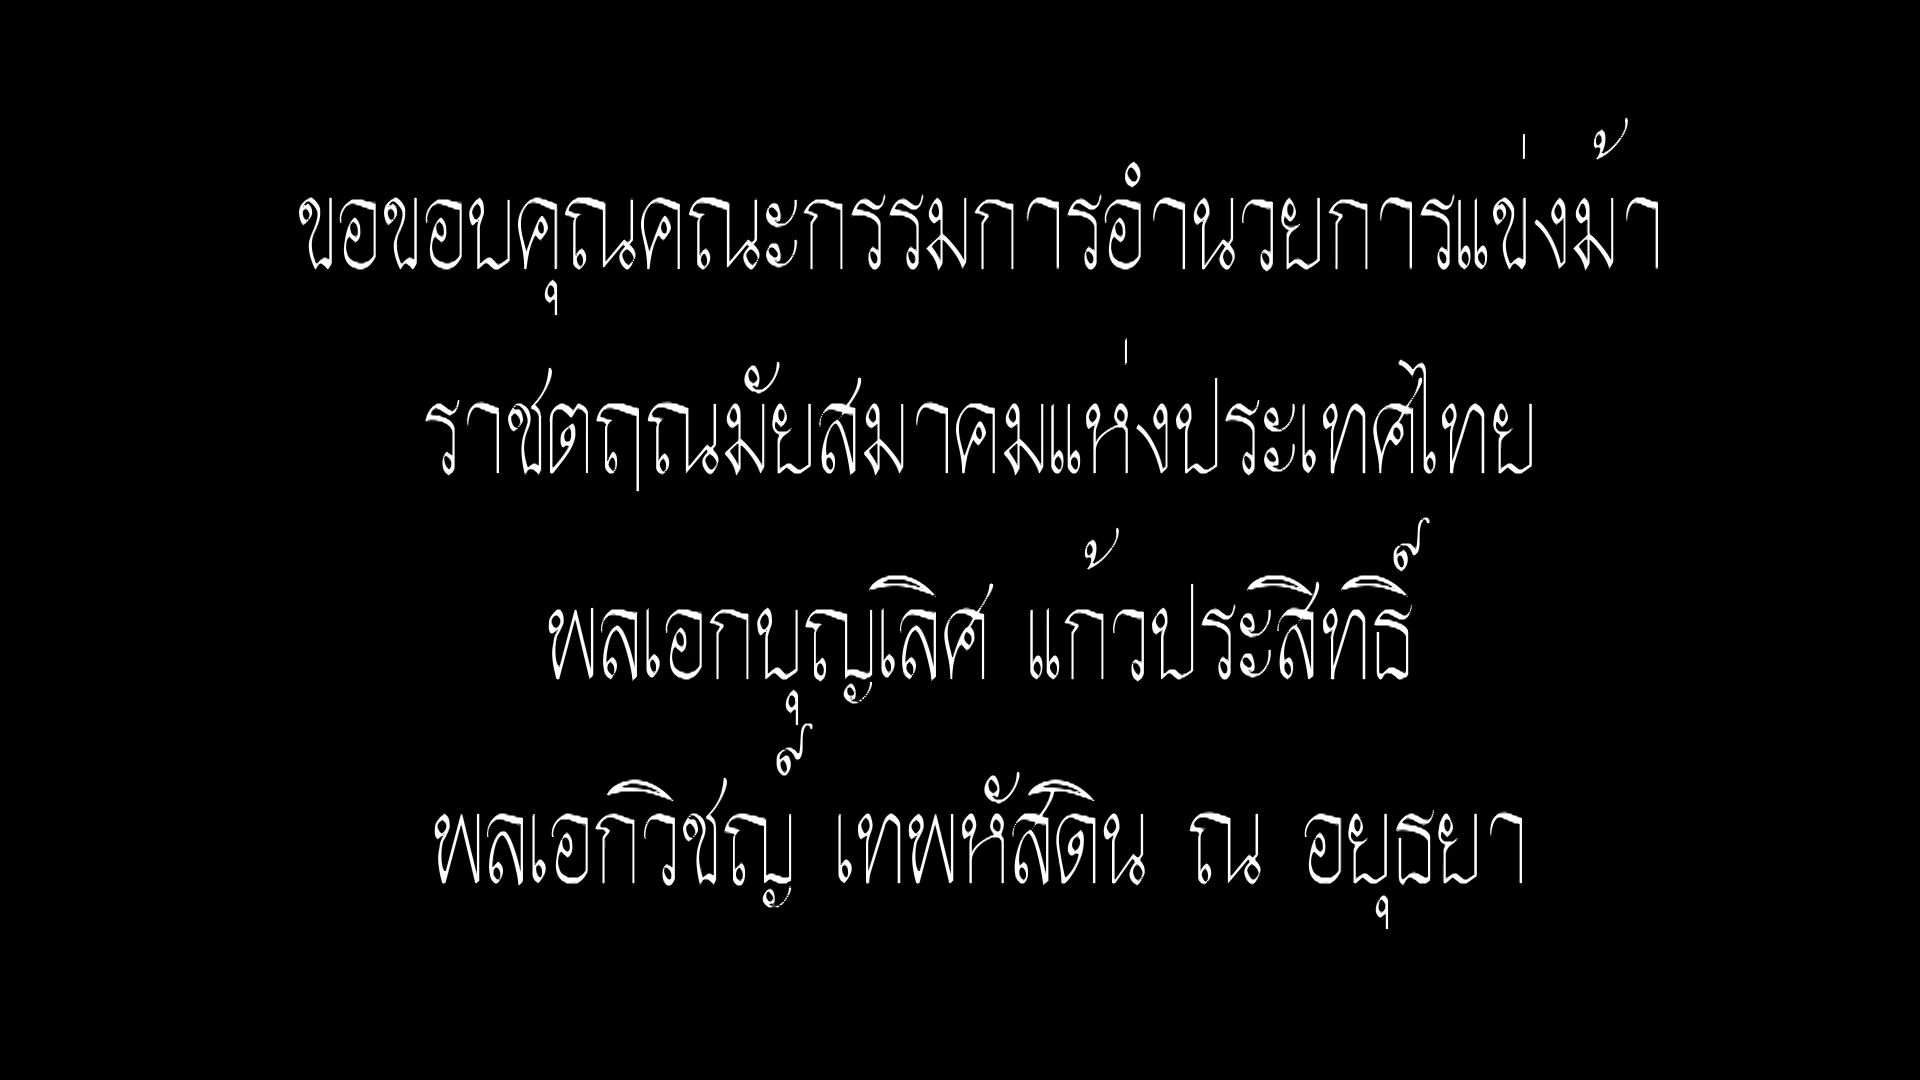 ขอขอบคุณคณะกรรมการอำนวยการแข่งม้า
ราชตฤณมัยสมาคมแห่งประเทศไทย
พลเอกบุญเลิศ แก้วประสิทธิ์
พลเอกวิชญ์ เทพหัสดิน ณ อยุธยา